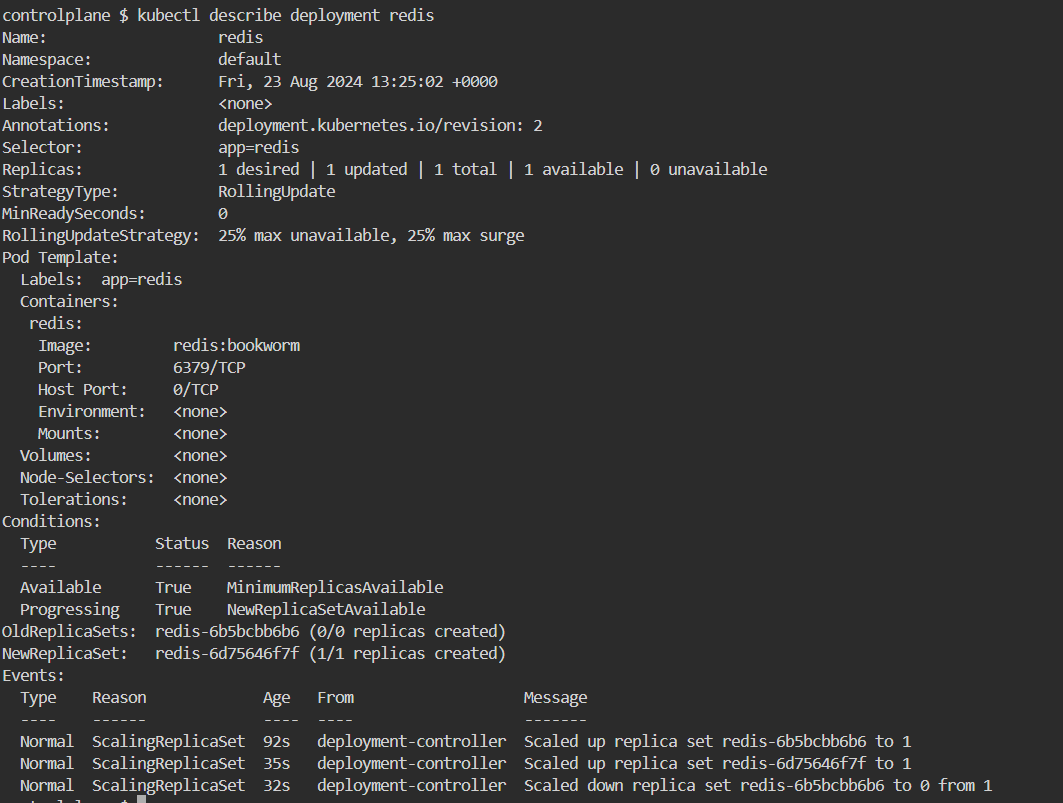 controlplane $ kubectl describe deployment redis
Name:                   redis
Namespace:              default
CreationTimestamp:      Fri, 23 Aug 2024 13:25:02 +0000
Labels:                 <none>
Annotations:            deployment.kubernetes.io/revision: 2
Selector:               app=redis
Replicas:               1 desired | 1 updated | 1 total | 1 available | 0 unavailable
StrategyType:           RollingUpdate
MinReadySeconds:        0
RollingUpdateStrategy:  25% max unavailable, 25% max surge
Pod Template:
  Labels:  app=redis
  Containers:
   redis:
    Image:         redis:bookworm
    Port:          6379/TCP
    Host Port:     0/TCP
    Environment:   <none>
    Mounts:        <none>
  Volumes:         <none>
  Node-Selectors:  <none>
  Tolerations:     <none>
Conditions:
  Type           Status  Reason
  ----           ------  ------
  Available      True    MinimumReplicasAvailable
  Progressing    True    NewReplicaSetAvailable
OldReplicaSets:  redis-6b5bcbb6b6 (0/0 replicas created)
NewReplicaSet:   redis-6d75646f7f (1/1 replicas created)
Events:
  Type    Reason             Age   From                   Message
  ----    ------             ----  ----                   -------
  Normal  ScalingReplicaSet  92s   deployment-controller  Scaled up replica set redis-6b5bcbb6b6 to 1
  Normal  ScalingReplicaSet  35s   deployment-controller  Scaled up replica set redis-6d75646f7f to 1
  Normal  ScalingReplicaSet  32s   deployment-controller  Scaled down replica set redis-6b5bcbb6b6 to 0 from 1